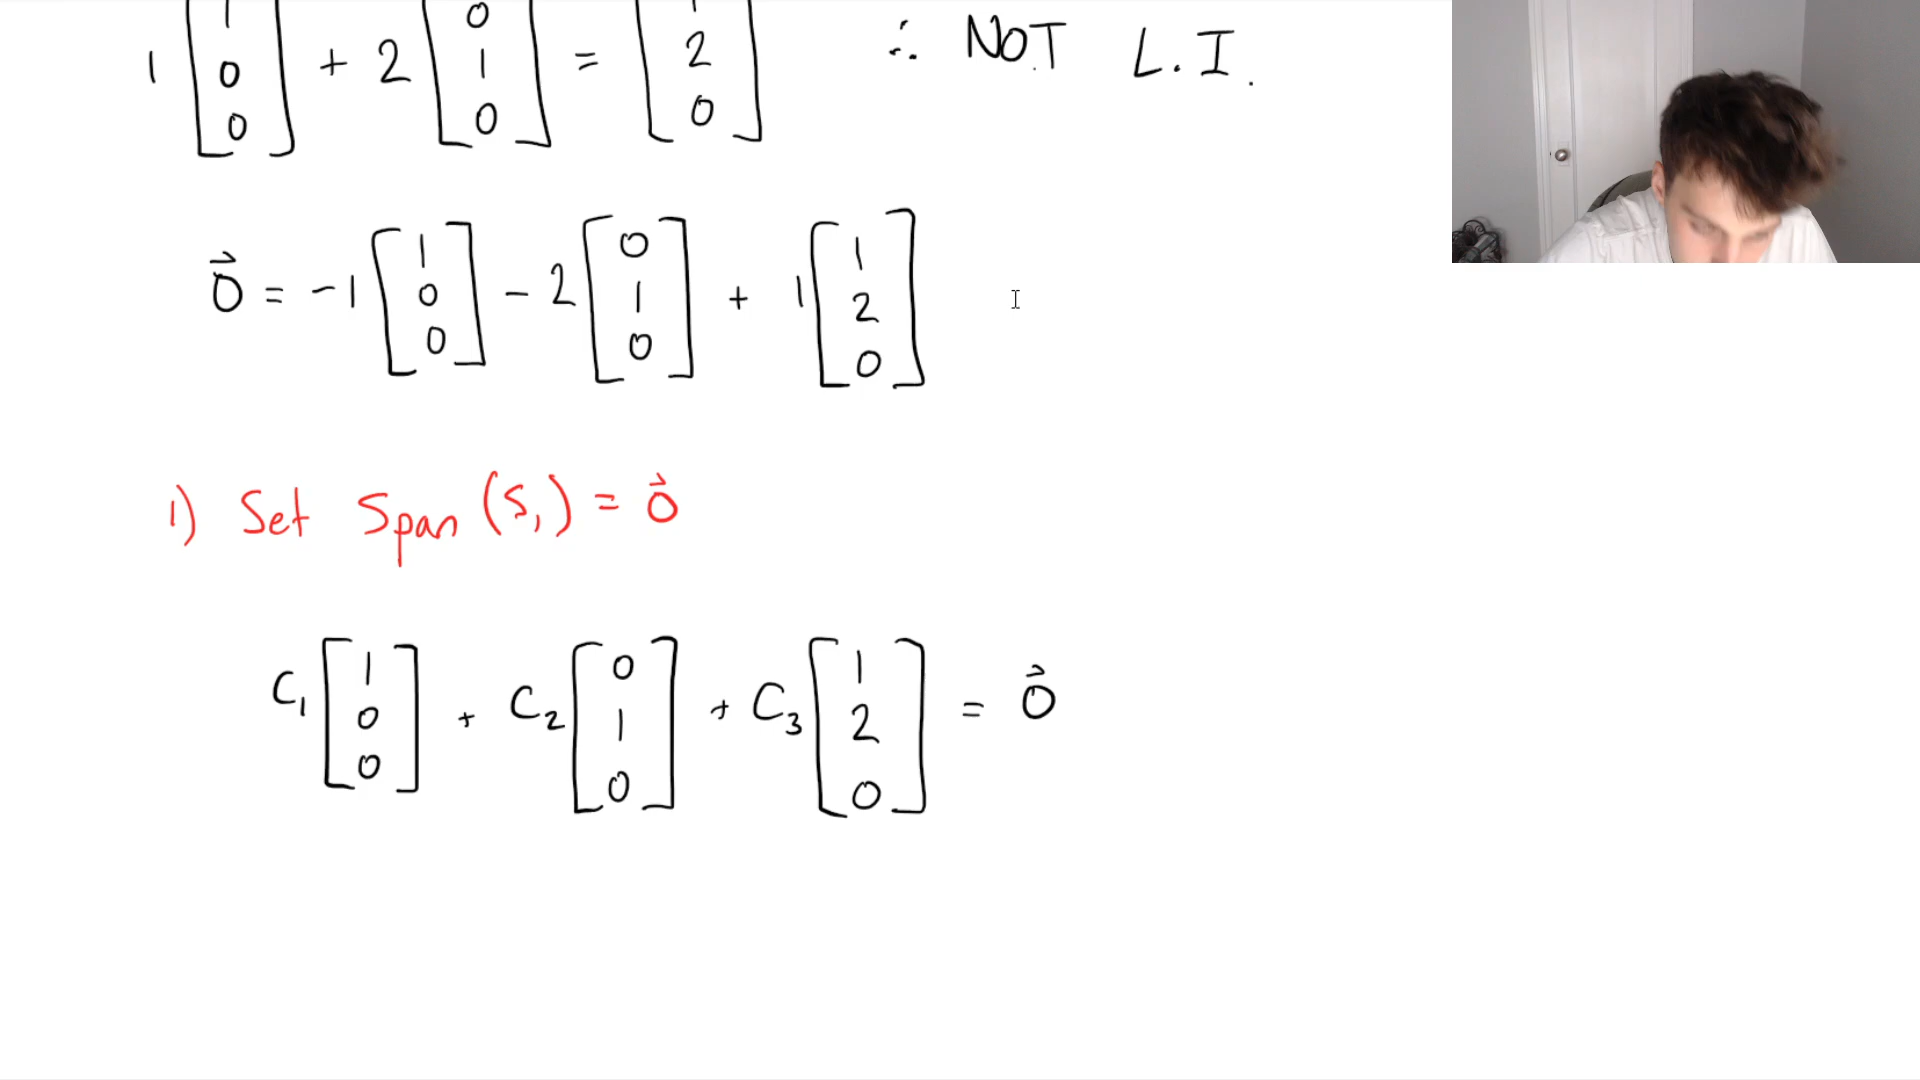 1 [1 0 0] + 2 [0 1 0] = [1 2 0] ∴ NOT L.I.
0⃗ = -1 [1 0 0] - 2 [0 1 0] + 1 [1 2 0]
1) Set Span (S₁) = 0⃗
C₁ [1 0 0] + C₂ [0 1 0] + C₃ [1 2 0] = 0⃗